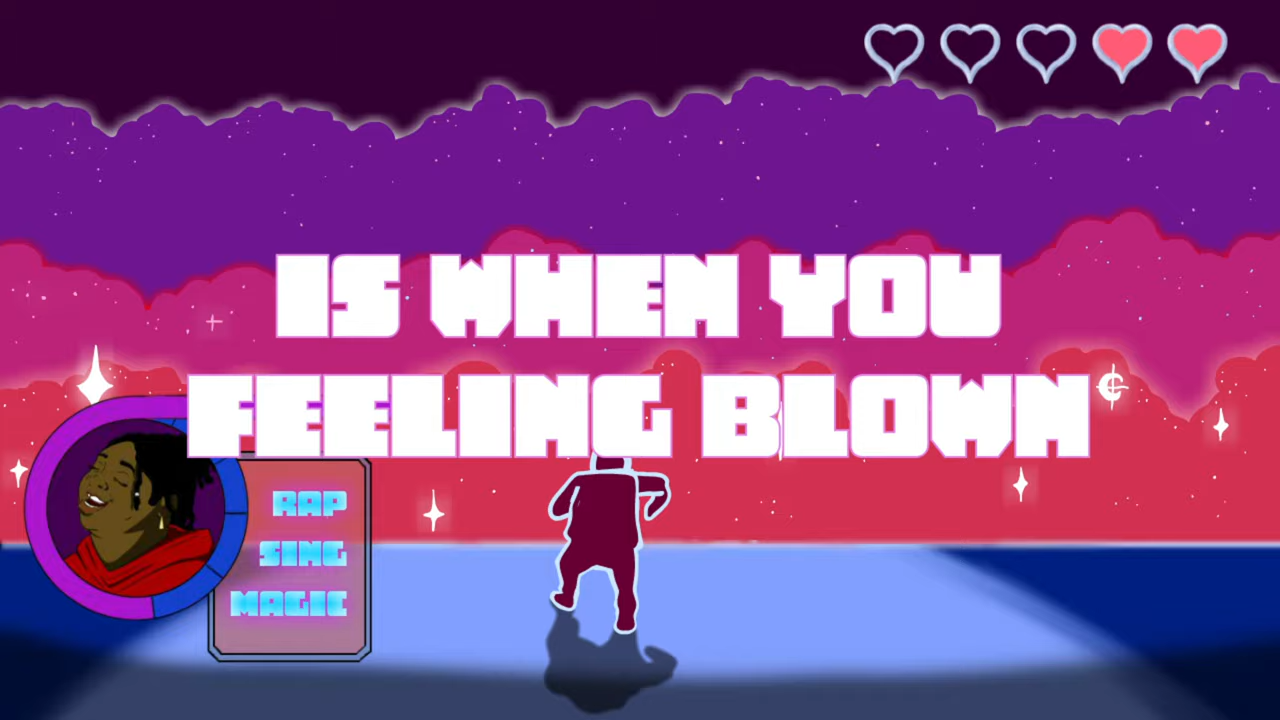 IS WHEN YOU
FEELING BLOWN
RAP
SING
MAGIC